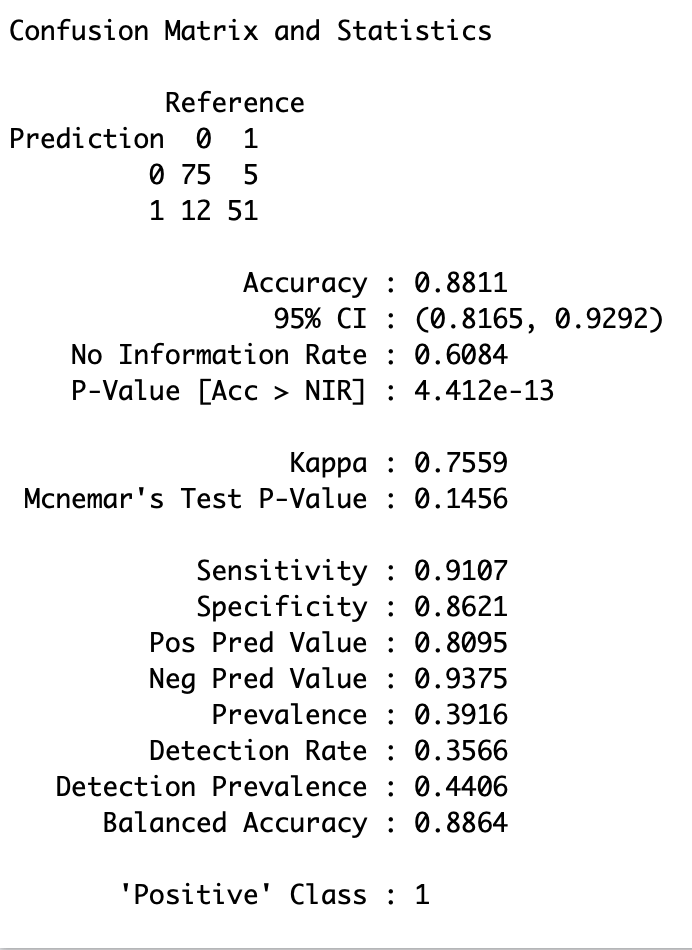 Confusion Matrix and Statistics
Reference
Prediction 0 1
0 75 5
1 12 51
Accuracy : 0.8811
95% CI : (0.8165, 0.9292)
No Information Rate : 0.6084
P-Value [Acc > NIR] : 4.412e-13
Kappa : 0.7559
Mcnemar's Test P-Value : 0.1456
Sensitivity : 0.9107
Specificity : 0.8621
Pos Pred Value : 0.8095
Neg Pred Value : 0.9375
Prevalence : 0.3916
Detection Rate : 0.3566
Detection Prevalence : 0.4406
Balanced Accuracy : 0.8864
'Positive' Class : 1